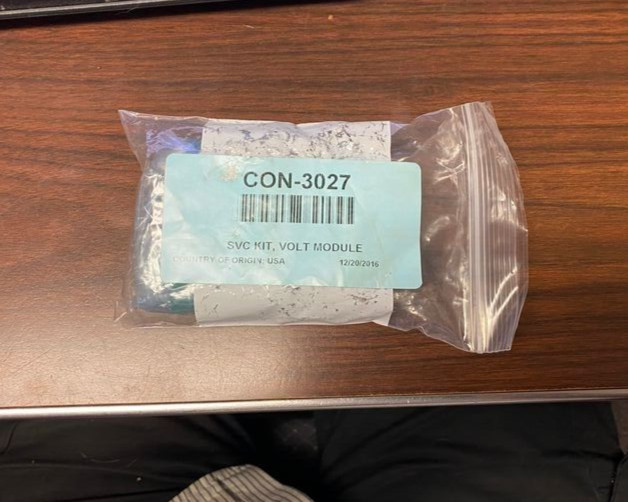 CON-3027
SVC KIT, VOLT MODULE
COUNTRY OF ORIGIN: USA 12/20/2016